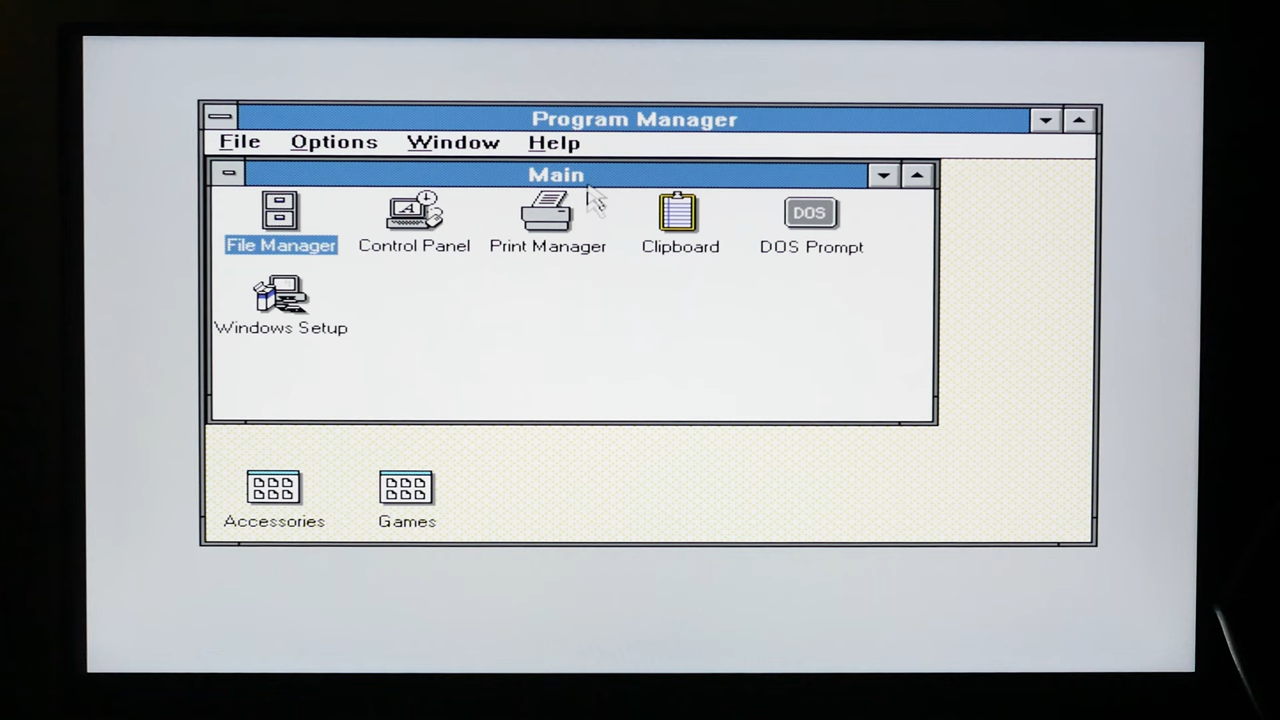 Program Manager
File Options Window Help
Main
File Manager Control Panel Print Manager Clipboard DOS Prompt
Windows Setup
Accessories Games